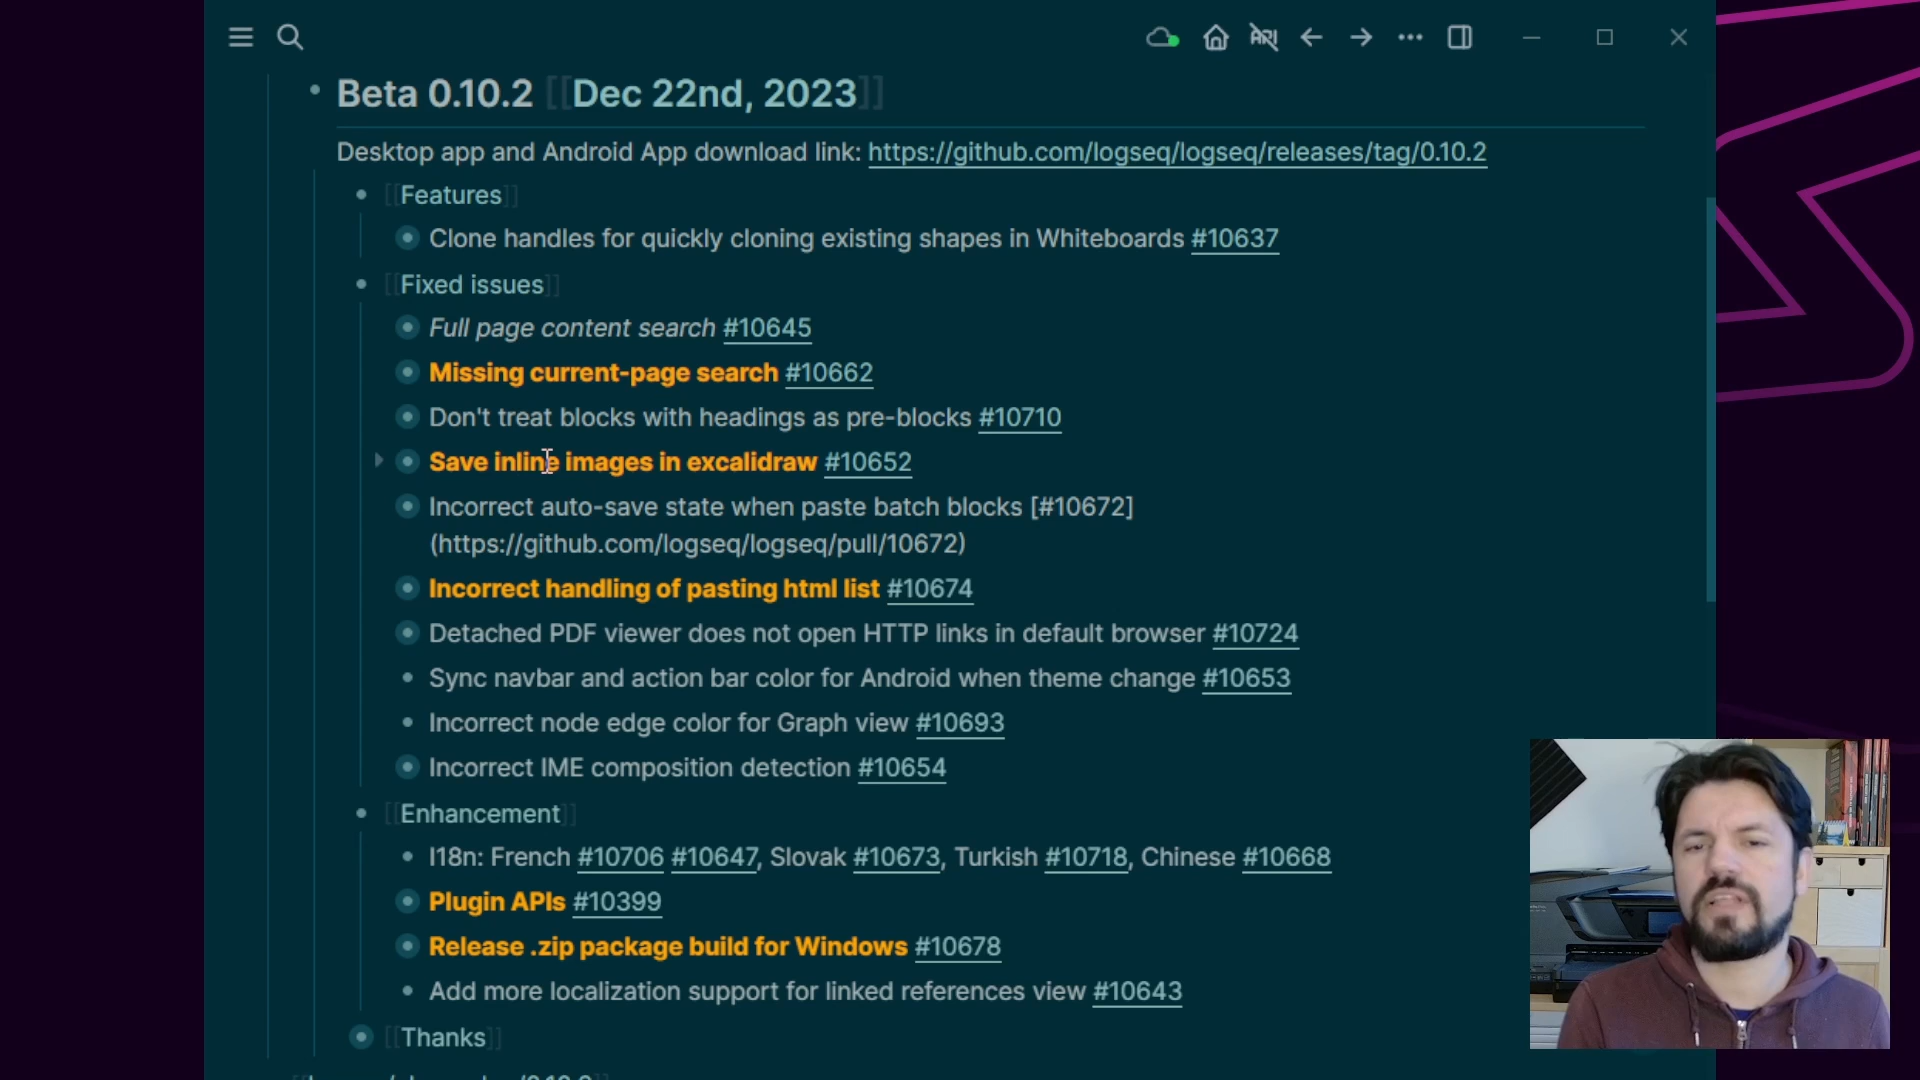 API
Beta 0.10.2 [[Dec 22nd, 2023]]
Desktop app and Android App download link: https://github.com/logseq/logseq/releases/tag/0.10.2
[[Features]]
Clone handles for quickly cloning existing shapes in Whiteboards #10637
[[Fixed issues]]
Full page content search #10645
Missing current-page search #10662
Don't treat blocks with headings as pre-blocks #10710
Save inline images in excalidraw #10652
Incorrect auto-save state when paste batch blocks [#10672]
(https://github.com/logseq/logseq/pull/10672)
Incorrect handling of pasting html list #10674
Detached PDF viewer does not open HTTP links in default browser #10724
Sync navbar and action bar color for Android when theme change #10653
Incorrect node edge color for Graph view #10693
Incorrect IME composition detection #10654
[[Enhancement]]
I18n: French #10706 #10647, Slovak #10673, Turkish #10718, Chinese #10668
Plugin APIs #10399
Release .zip package build for Windows #10678
Add more localization support for linked references view #10643
[[Thanks]]